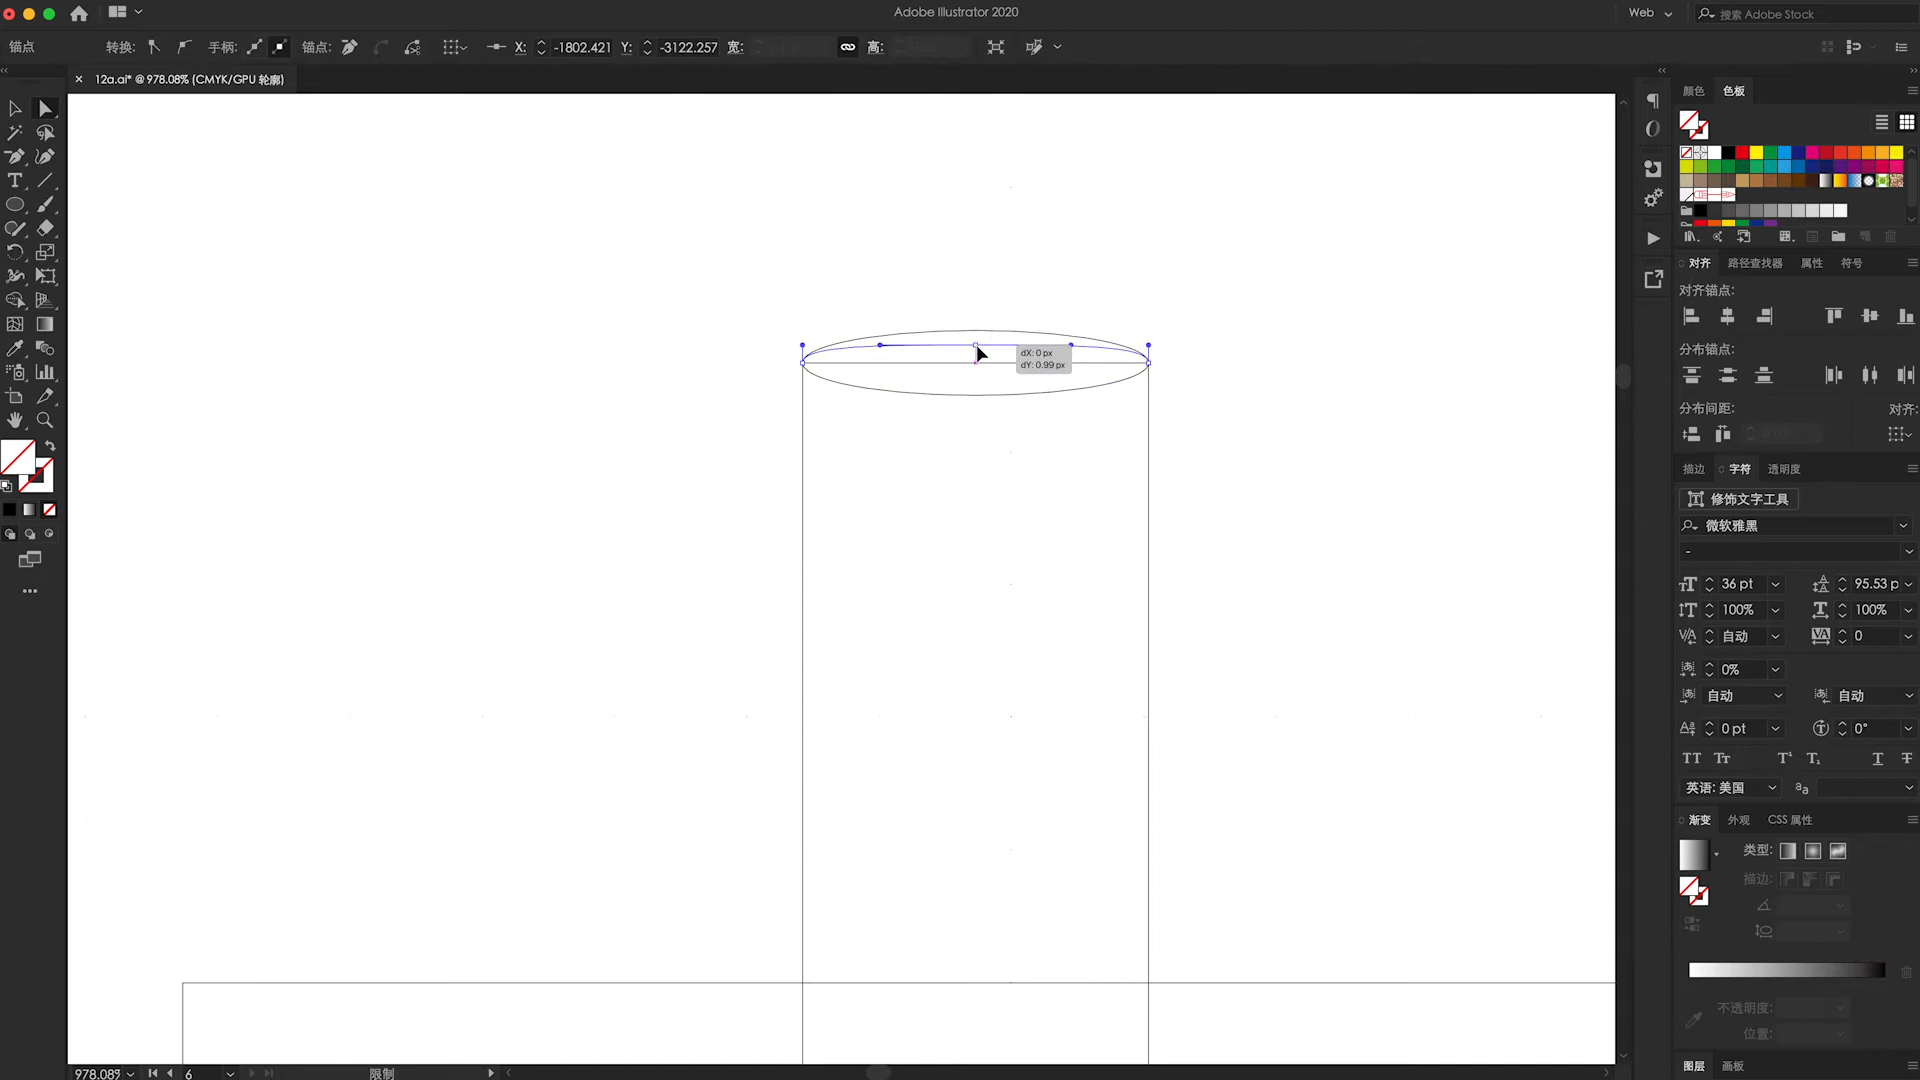 Adobe Illustrator 2020
Web
搜索 Adobe Stock
锚点
转换:
手柄:
锚点:
X: -1802.421
Y: -3122.257
宽:
高:
× 12a.ai* @ 978.08% (CMYK/GPU 轮廓)
dX: 0 px
dY: 0.99 px
颜色 色板
对齐 路径查找器 属性 符号
对齐锚点:
分布锚点:
分布间距: 对齐:
描边 字符 透明度
修饰文字工具
微软雅黑
-
36 pt 95.53 p
100% 100%
自动 0
0%
自动 自动
0 pt 0°
英语: 美国
渐变 外观 CSS 属性
类型:
描边:
不透明度:
位置:
图层 画板
978.08% 6 限制